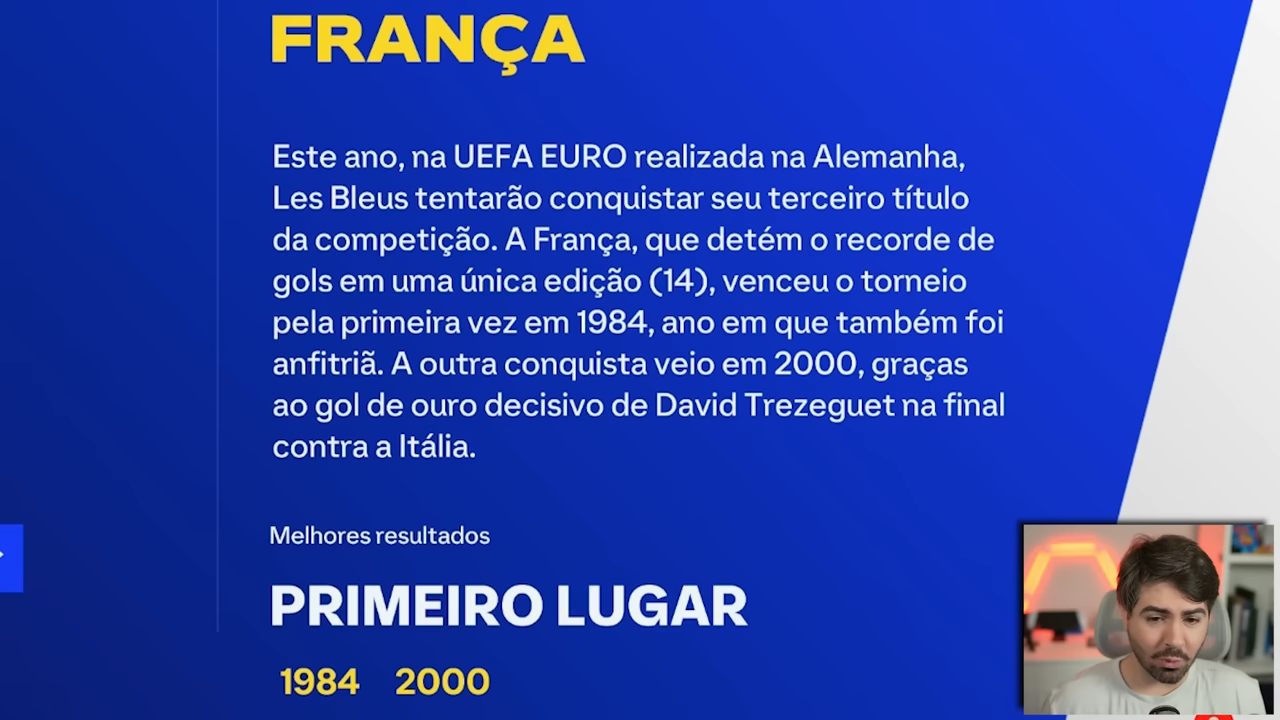 FRANÇA
Este ano, na UEFA EURO realizada na Alemanha,
Les Bleus tentarão conquistar seu terceiro título
da competição. A França, que detém o recorde de
gols em uma única edição (14), venceu o torneio
pela primeira vez em 1984, ano em que também foi
anfitriã. A outra conquista veio em 2000, graças
ao gol de ouro decisivo de David Trezeguet na final
contra a Itália.
Melhores resultados
PRIMEIRO LUGAR
1984 2000